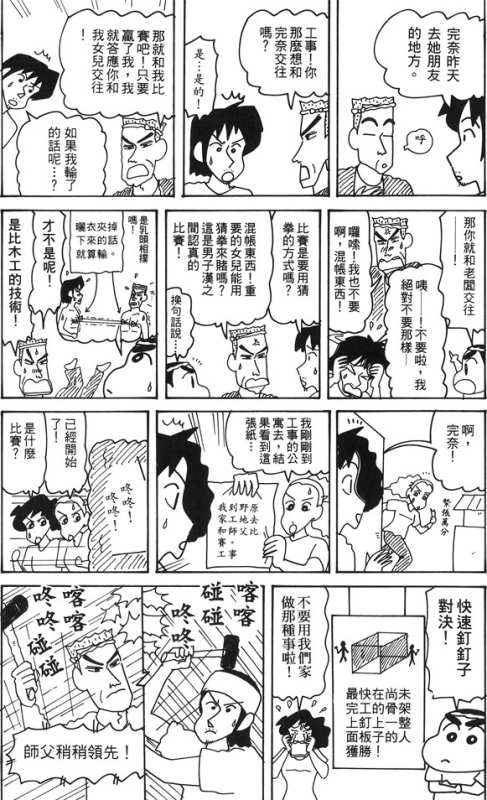 完奈昨天
去她朋友
的地方。
呼
工事！你
那麼想和
完奈交往
嗎？
是…是的！
那就和我比
賽吧！只要
贏了我，我
就答應你和
我女兒交往
！
如果我輸了
的話呢…？
那你就和老闆交往
——！
咦——！不要啦，我
絕對不要那樣——
囉嗦！我也不要
啊，混帳東西！
比賽是要用猜
拳的方式嗎？
混帳東西！重
要的女兒能用
猜拳來賭嗎？
這是男子漢之
間認真的
比賽！
換句話說…
是乳頭相撲
嗎！
曬衣夾掉
下來的話
就算輸。
才不是呢！
是比木工的技術！
啊，
完奈！
緊張萬分
我剛剛到
工事的公
寓去，結
果看到這
張紙…
我到野原
家工地去
和師父比
賽。
工事
已經開始
了！
是什麼
比賽？
咚咚！
咚咚！
快速釘釘子
對決！
最快在尚未
完工的骨架
上釘上一整
面板子的人
獲勝！
不要用我們家
做那種事啦！
喀喀
碰碰
咚咚
喀喀
咚咚
碰碰
師父稍稍領先！